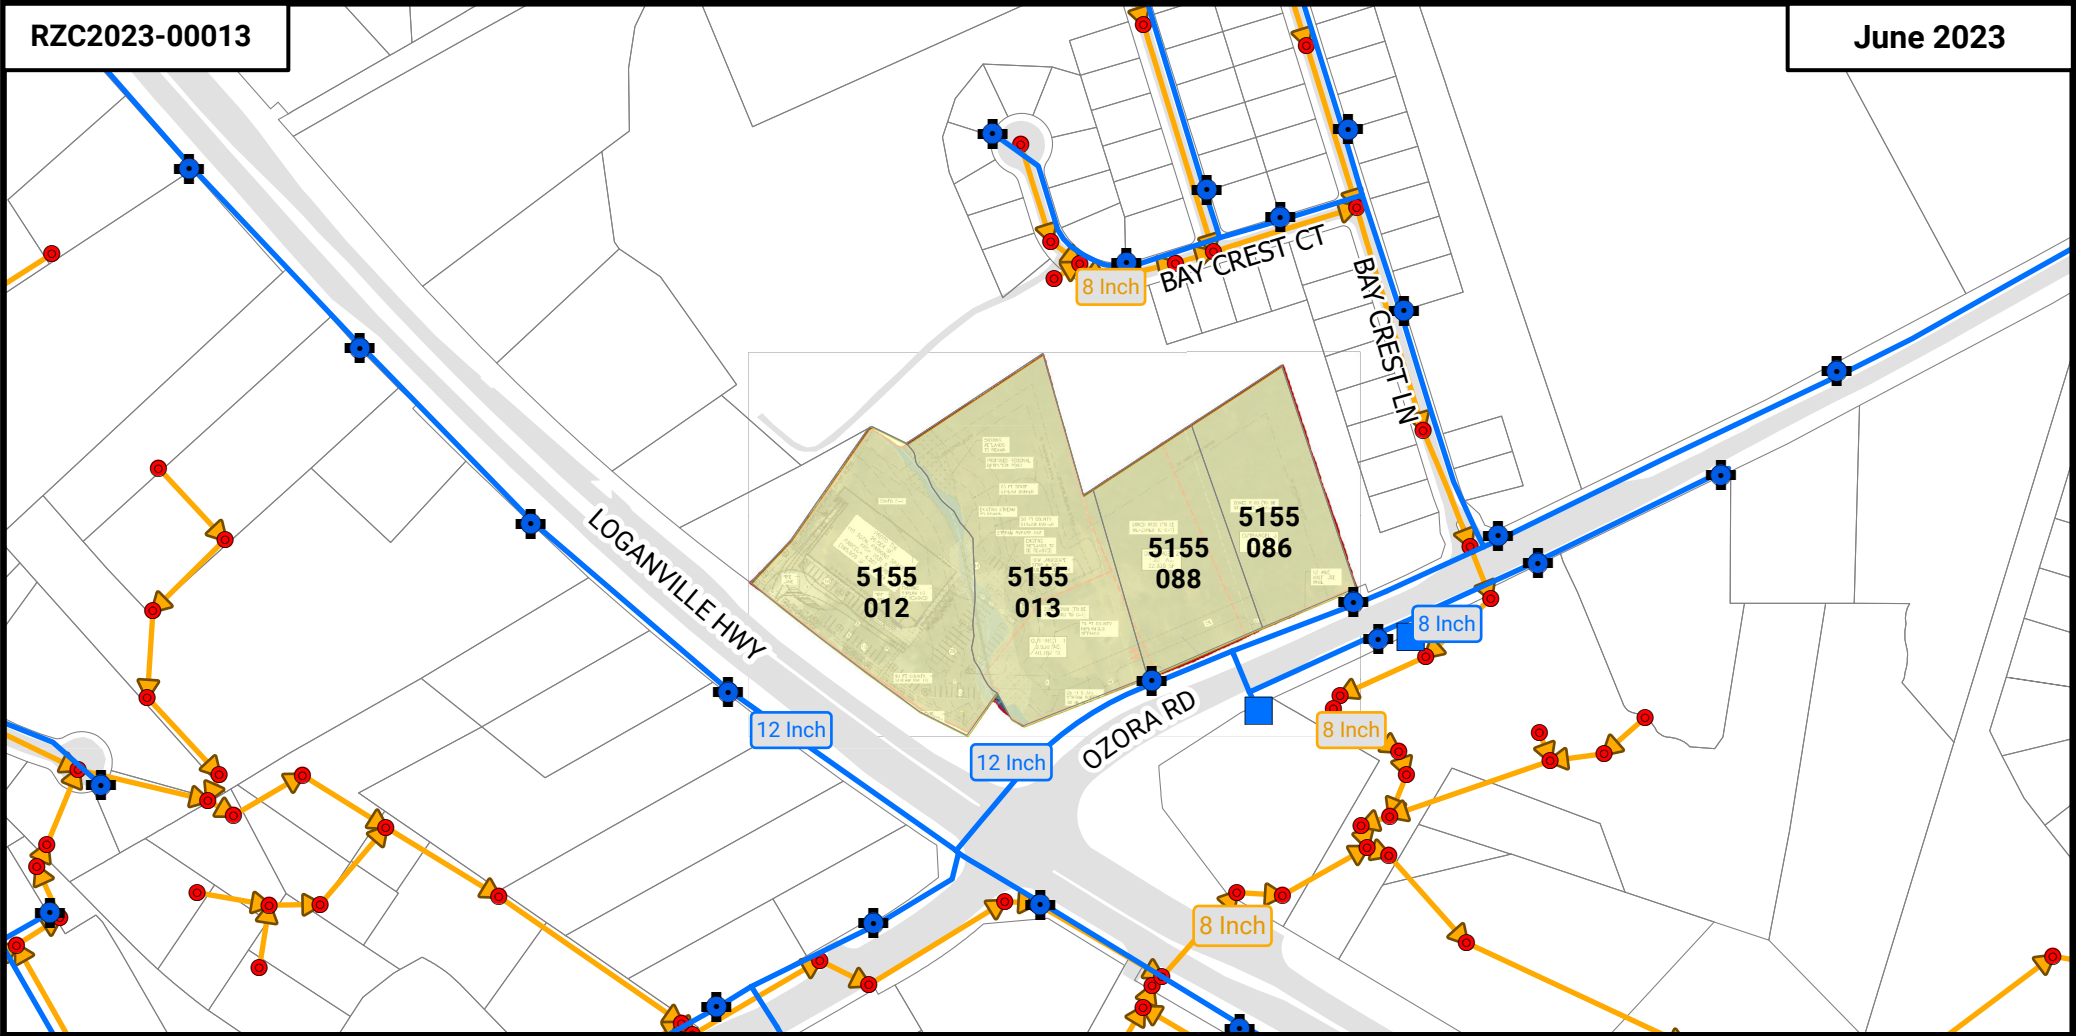 RZC2023-00013
June 2023
BAY CREST CT
8 Inch
BAY CREST LN
LOGANVILLE HWY
5155
012
5155
013
5155
088
5155
086
8 Inch
12 Inch
12 Inch
OZORA RD
8 Inch
8 Inch